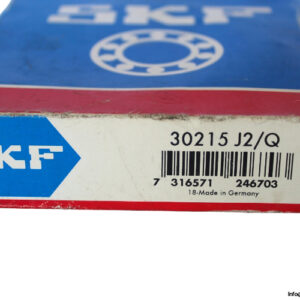 SKF
SKF
30215 J2/Q
7 316571 246703
18-Made in Germany